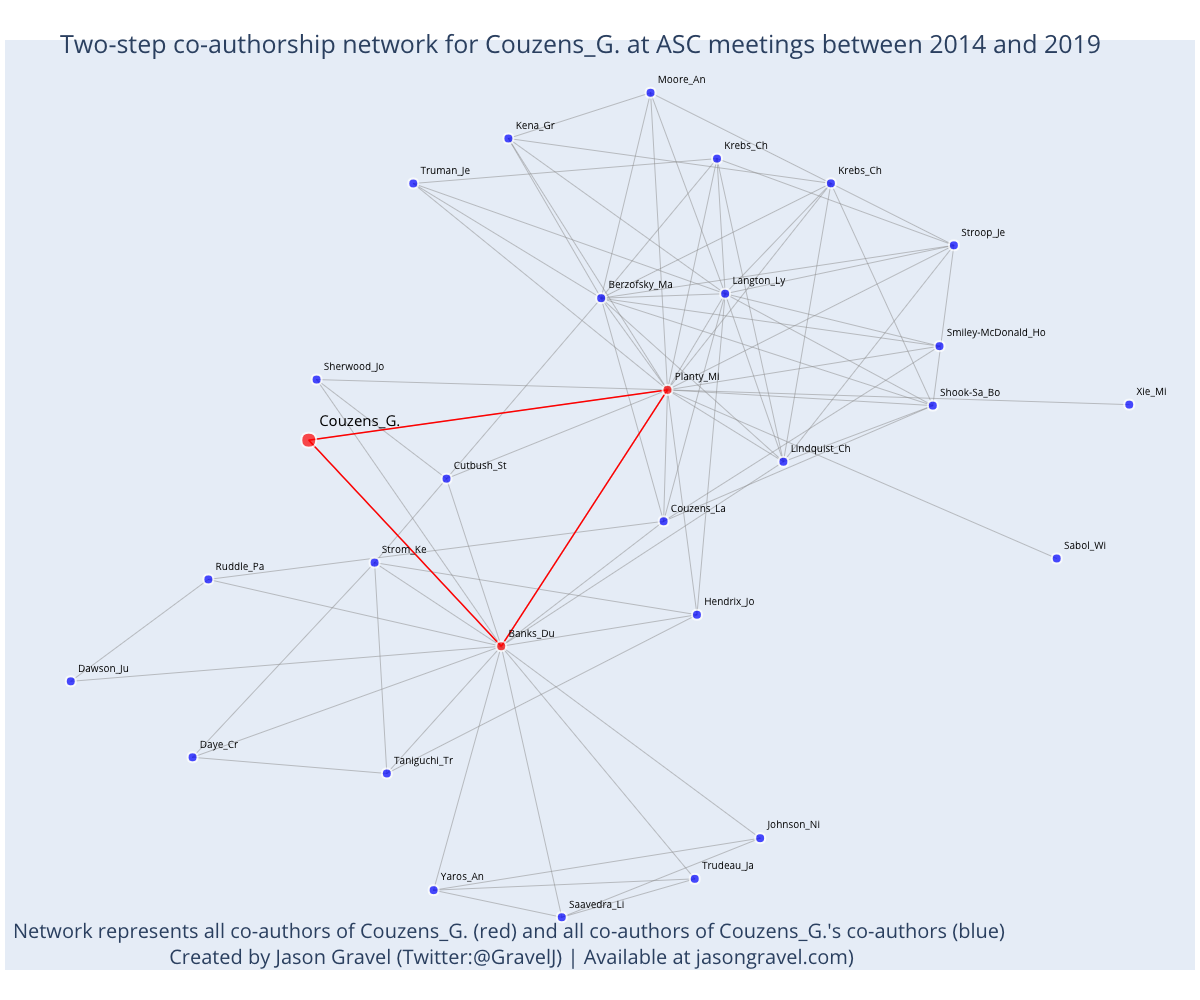 Two-step co-authorship network for Couzens_G. at ASC meetings between 2014 and 2019
Moore_An
Kena_Gr
Krebs_Ch
Truman_Je
Krebs_Ch
Stroop_Je
Berzofsky_Ma
Langton_Ly
Smiley-McDonald_Ho
Sherwood_Jo
Planty_Mi
Shook-Sa_Bo
Xie_Mi
Couzens_G.
Lindquist_Ch
Cutbush_St
Couzens_La
Strom_Ke
Sabol_Wi
Ruddle_Pa
Hendrix_Jo
Banks_Du
Dawson_Ju
Daye_Cr
Taniguchi_Tr
Johnson_Ni
Trudeau_Ja
Yaros_An
Saavedra_Li
Network represents all co-authors of Couzens_G. (red) and all co-authors of Couzens_G.'s co-authors (blue)
Created by Jason Gravel (Twitter:@GravelJ) | Available at jasongravel.com)